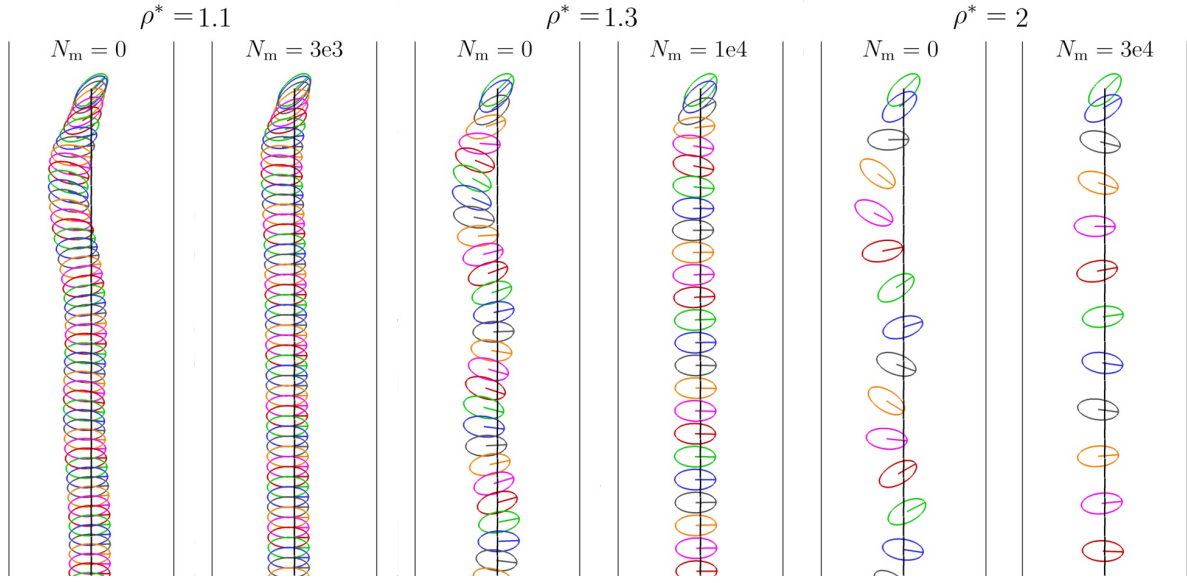 ρ* = 1.1 ρ* = 1.3 ρ* = 2
N_m = 0 N_m = 3e3 N_m = 0 N_m = 1e4 N_m = 0 N_m = 3e4